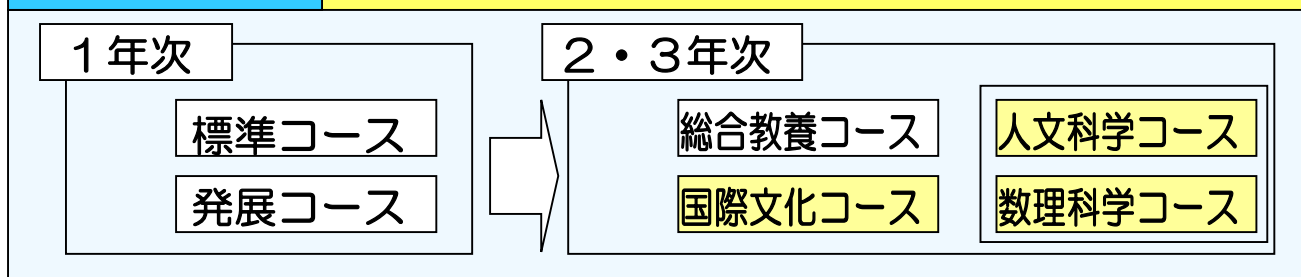 １年次
標準コース
発展コース
２・３年次
総合教養コース
国際文化コース
人文科学コース
数理科学コース